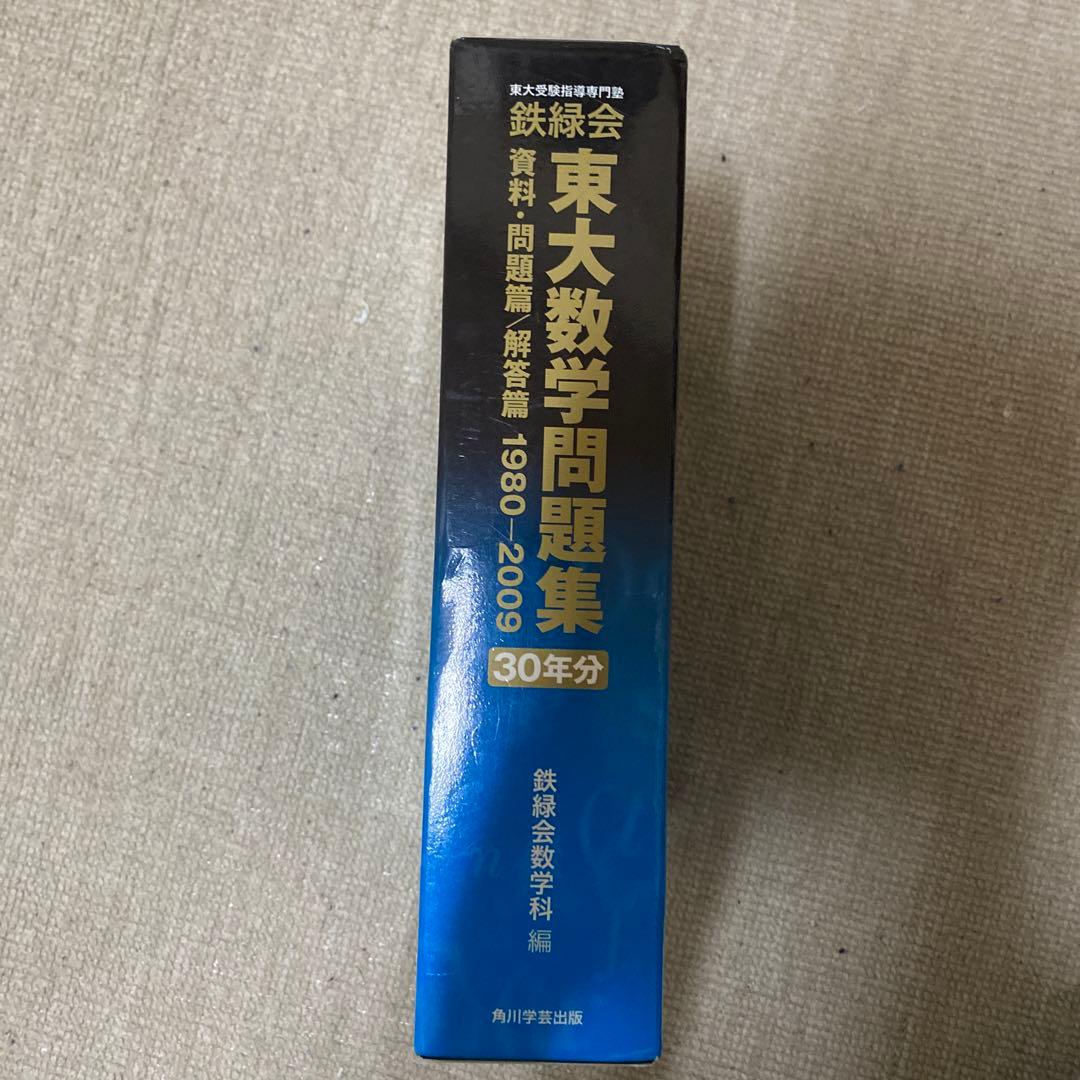 東大受験指導専門塾
鉄緑会
東大数学問題集
資料・問題篇/解答篇 1980-2009
30年分
鉄緑会数学科 編
角川学芸出版